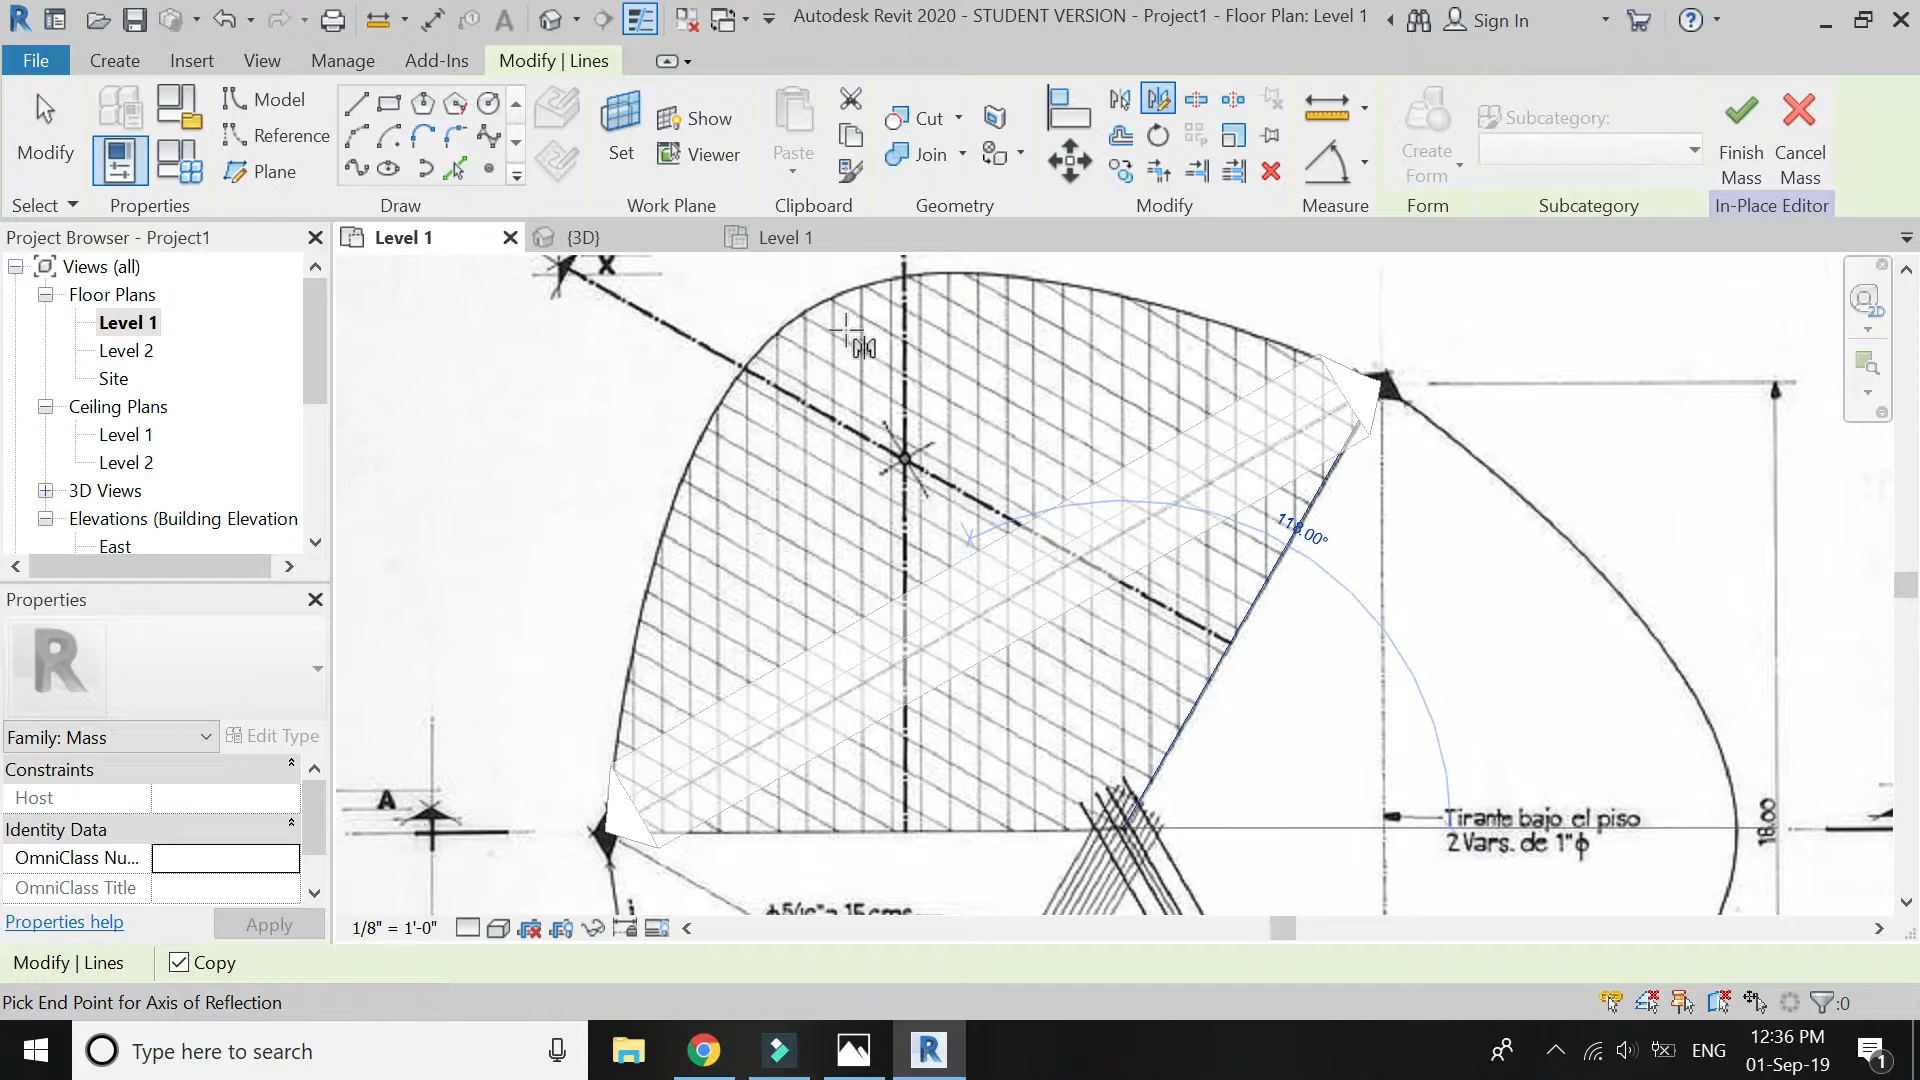 Autodesk Revit 2020 - STUDENT VERSION - Project1 - Floor Plan: Level 1
Sign In
File
Create
Insert
View
Manage
Add-Ins
Modify | Lines
Modify
Model
Reference
Plane
Set
Show
Viewer
Paste
Cut
Join
Create
Form
Subcategory:
Finish
Mass
Cancel
Mass
Select
Properties
Draw
Work Plane
Clipboard
Geometry
Modify
Measure
Form
Subcategory
In-Place Editor
Project Browser - Project1
Level 1
{3D}
Level 1
Views (all)
Floor Plans
Level 1
Level 2
Site
Ceiling Plans
Level 1
Level 2
3D Views
Elevations (Building Elevation
East
Properties
Family: Mass
Edit Type
Constraints
Host
Identity Data
OmniClass Nu...
OmniClass Title
Properties help
Apply
X
2D
118.00°
A
Tirante bajo el piso
2 Vars. de 1"ϕ
18.00
1/8" = 1'-0"
Modify | Lines
Copy
Pick End Point for Axis of Reflection
:0
Type here to search
ENG
12:36 PM
01-Sep-19
1